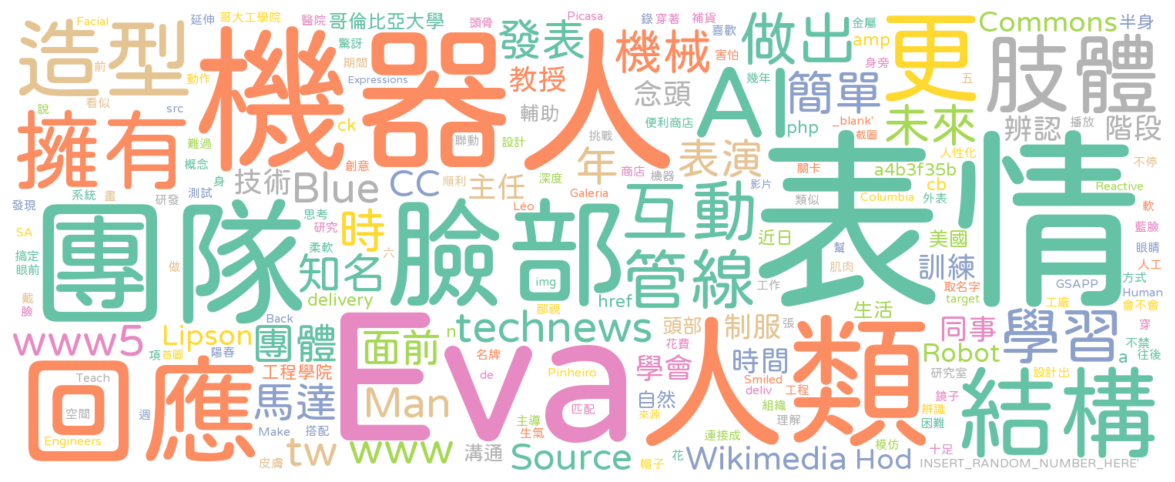 Facial 延伸 哥大工學院 醫院 哥倫比亞大學 Picasa 錄 穿著 補貨 喜歡 金屬 Commons 半身
造型 機器人 頭骨 驚訝 發表 機械 害怕 做出 amp 更 肢體
前 動作 期間 教授 念頭 AI 簡單 身旁 五
看似 src Expressions 幾年 _blank' 未來 辨認 播放 階段
擁有 說 ck 輔助 便利商店 php 截圖
難過 聯動 設計 挑戰 年 表演 關卡 人性化 不停
概念 創意 技術 Blue CC 主任 順利 深度 商店 機器 影片 a4b3f35b
系統 畫 身 測試 Galeria 類似 cb Columbia 外表 Reactive 軟
發現 研發 思考 Léo 互動 表情 藍臉
團隊 研究 時 臉部 近日 幫 美國 眼睛
SA 柔軟 知名 六 管線 肌肉 訓練 取名字 人工
搞定 眼前 做 img 工作 target GSAPP 方式
戴 臉 delivery href 鄙視 生活 工廠 Human 會不會
www5 Lipson Back 面前 n technews 頭部 制服 張 同事 學習 設計出 穿 不禁
項 首圖 陽春 團體 Eva 名牌 花費 人類 Robot a 往後
Teach 工程學院 de Pinheiro 學會 時間 研究室
回應 空間 週 馬達 Man Smiled 工程 鏡子 結構
Engineers Make 搭配 匹配 自然 deliv 組織 辨識
主導 來源 理解 困難
tw www 生氣 連接成 模仿 十足
皮膚 溝通 Source 帽子 花 Wikimedia Hod INSERT_RANDOM_NUMBER_HERE'